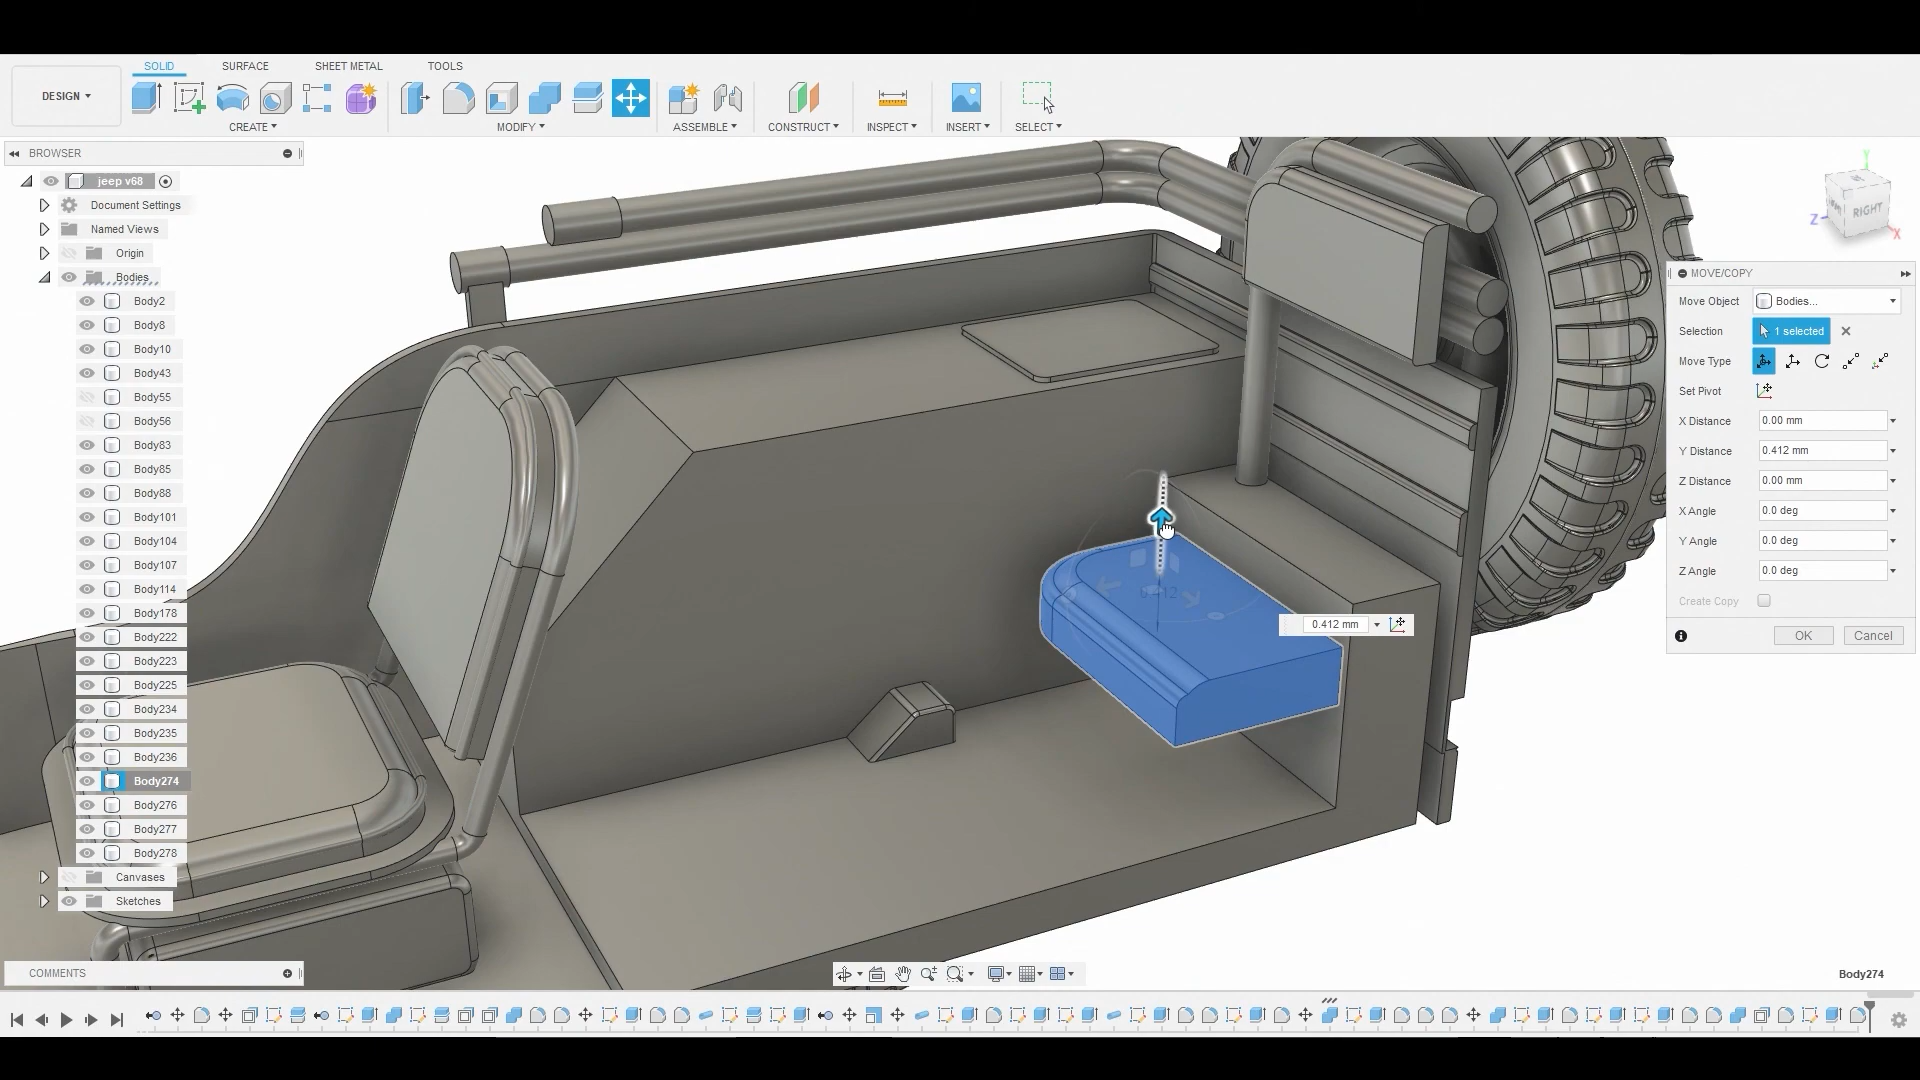 SOLID SURFACE SHEET METAL TOOLS
DESIGN
CREATE MODIFY ASSEMBLE CONSTRUCT INSPECT INSERT SELECT
BROWSER
jeep v68
Document Settings
Named Views
Origin
Bodies
Body2
Body8
Body10
Body43
Body55
Body56
Body83
Body85
Body88
Body101
Body104
Body107
Body114
Body178
Body222
Body223
Body225
Body234
Body235
Body236
Body274
Body276
Body277
Body278
Canvases
Sketches
COMMENTS
0.412
0.412 mm
Y
RIGHT
Z
X
MOVE/COPY
Move Object Bodies...
Selection 1 selected
Move Type
Set Pivot
X Distance 0.00 mm
Y Distance 0.412 mm
Z Distance 0.00 mm
X Angle 0.0 deg
Y Angle 0.0 deg
Z Angle 0.0 deg
Create Copy
OK Cancel
Body274